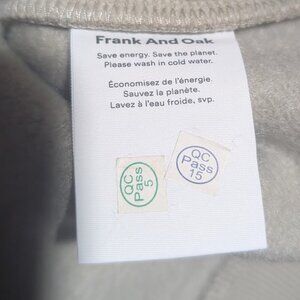 Frank And Oak
Save energy. Save the planet.
Please wash in cold water.
Économisez de l'énergie.
Sauvez la planète.
Lavez à l'eau froide, svp.
QC
Pass
5
QC
Pass
15